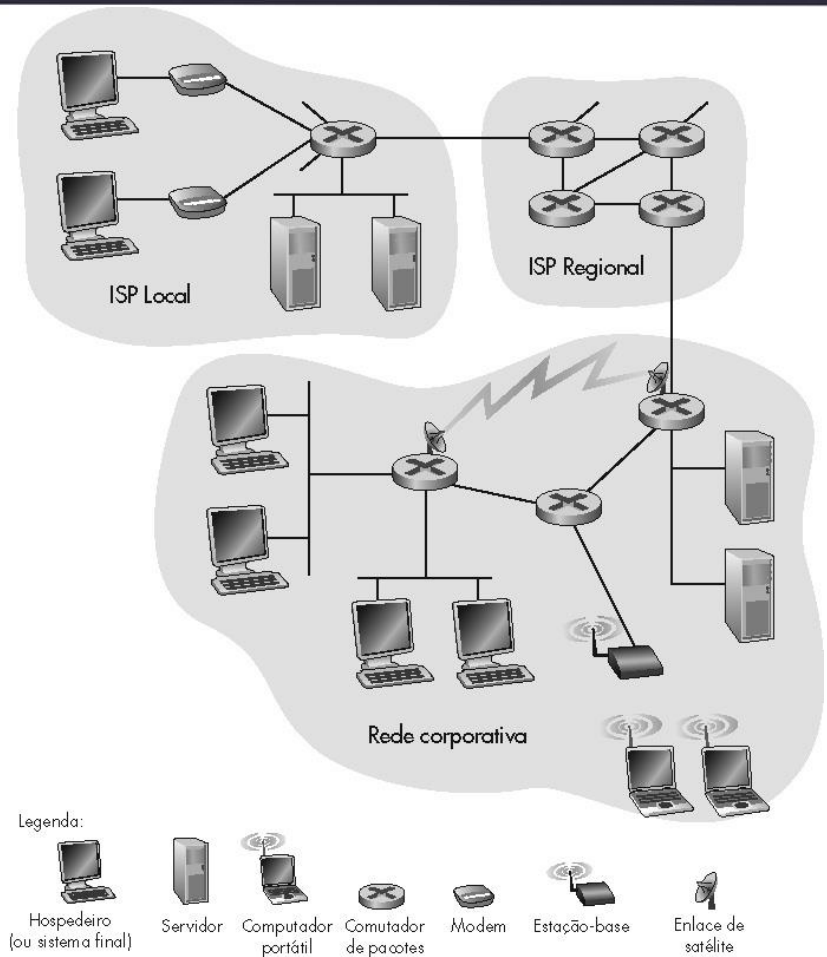 ISP Local
ISP Regional
Rede corporativa
Legenda:
Hospedeiro
(ou sistema final)
Servidor
Computador
portátil
Comutador
de pacotes
Modem
Estação-base
Enlace de
satélite